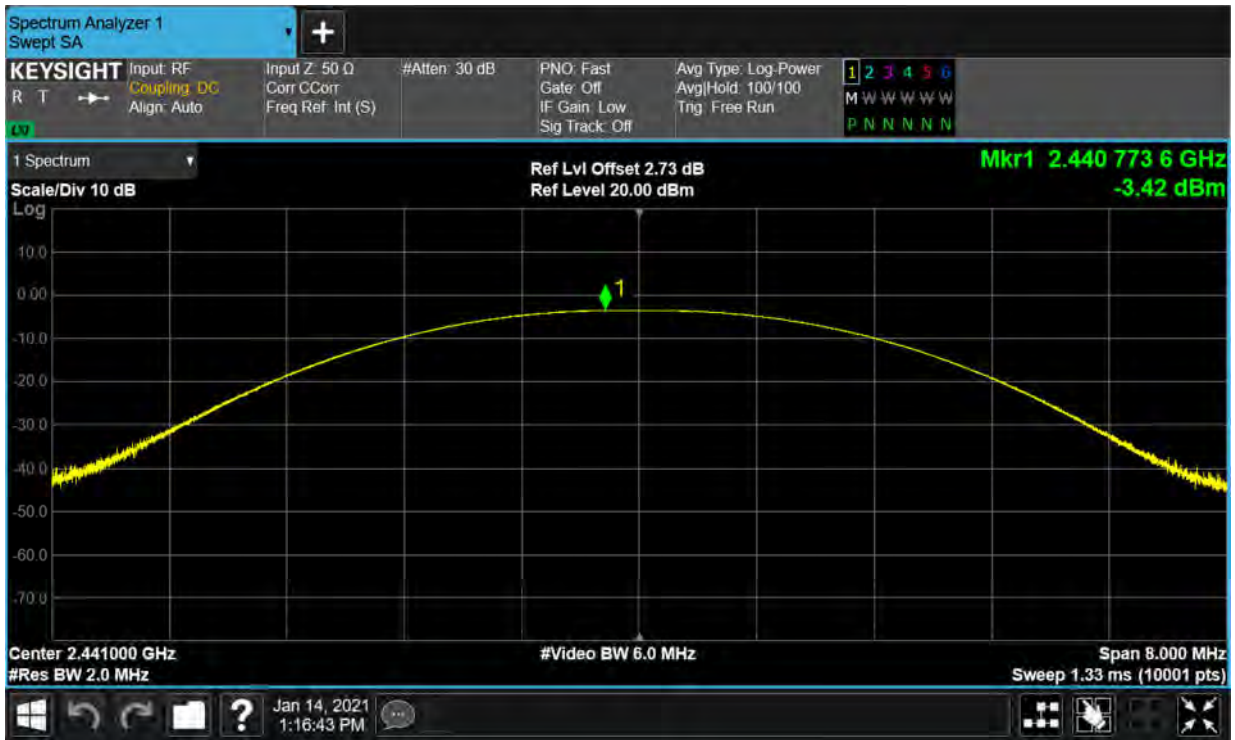 Spectrum Analyzer 1
Swept SA
KEYSIGHT
R T
Input: RF
Coupling: DC
Align: Auto
Input Z: 50 Ω
Corr CCorr
Freq Ref: Int (S)
#Atten: 30 dB
PNO: Fast
Gate: Off
IF Gain: Low
Sig Track: Off
Avg Type: Log-Power
Avg|Hold: 100/100
Trig: Free Run
1 2 3 4 5 6
M W W W W W
P N N N N N
1 Spectrum
Scale/Div 10 dB
Log
Ref Lvl Offset 2.73 dB
Ref Level 20.00 dBm
Mkr1 2.440 773 6 GHz
-3.42 dBm
10.0
0.00
-10.0
-20.0
-30.0
-40.0
-50.0
-60.0
-70.0
1
Center 2.441000 GHz
#Res BW 2.0 MHz
#Video BW 6.0 MHz
Span 8.000 MHz
Sweep 1.33 ms (10001 pts)
?
Jan 14, 2021
1:16:43 PM